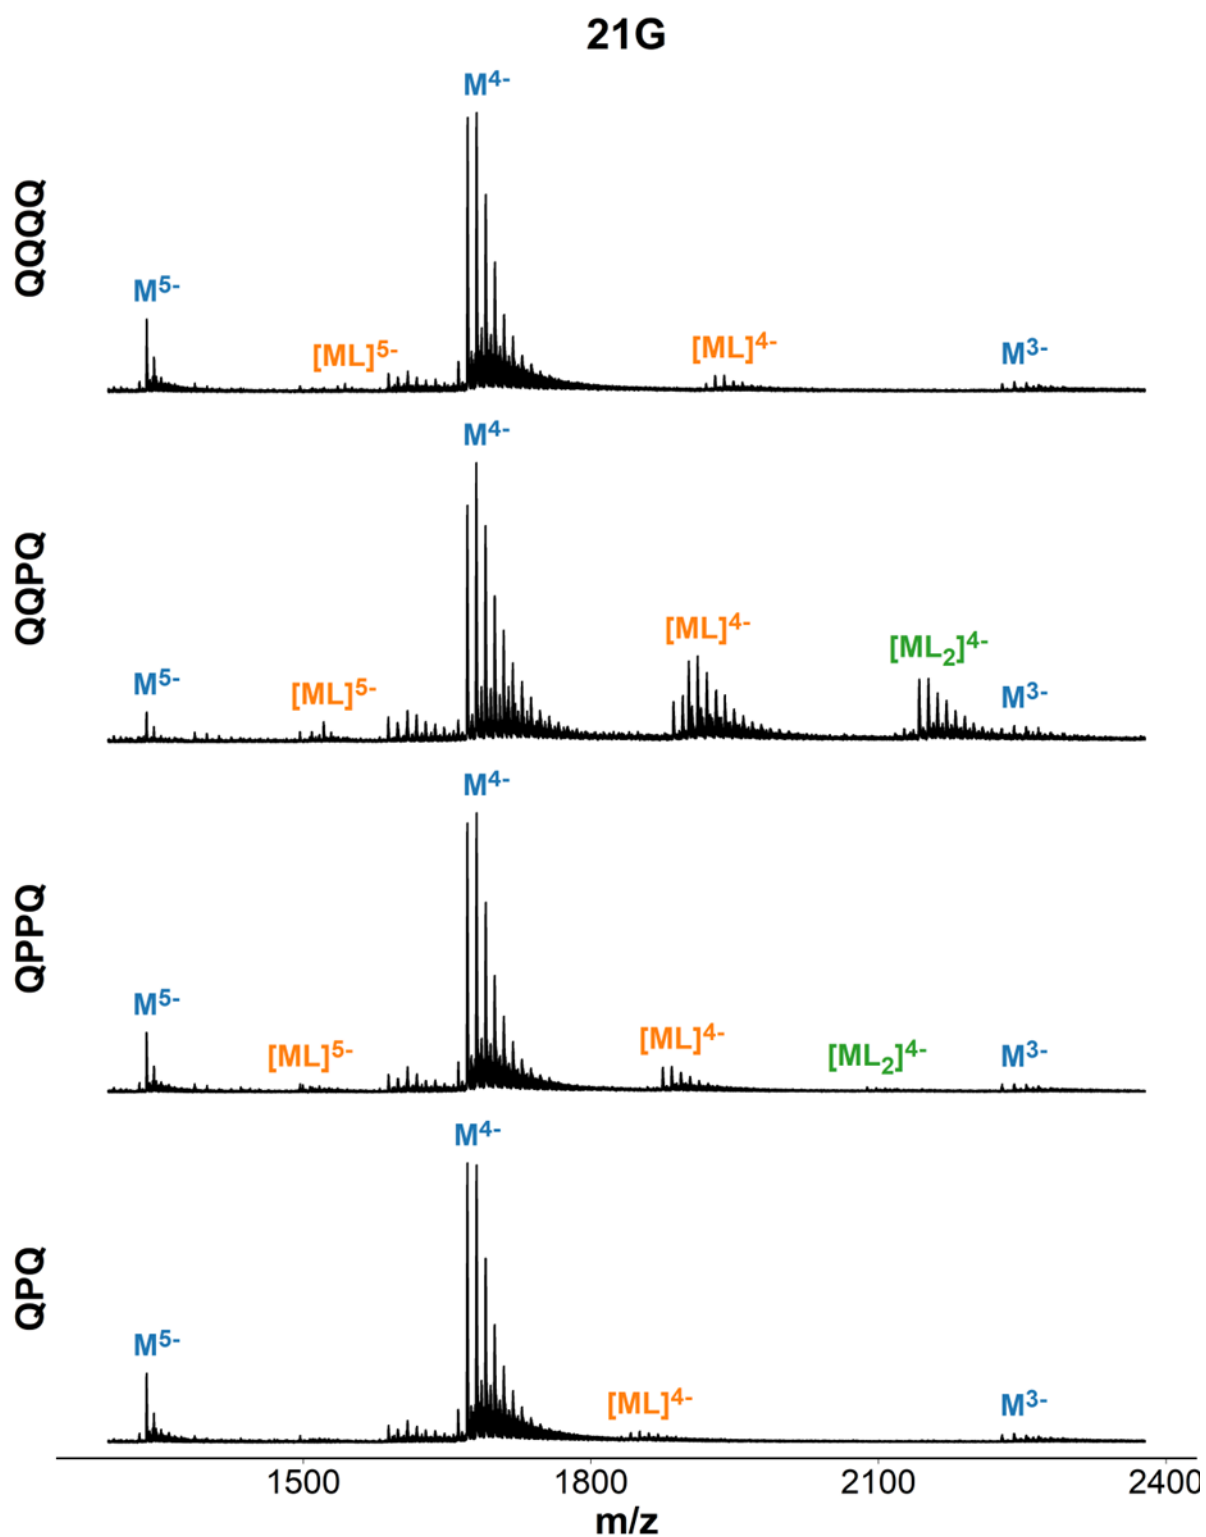 21G
QQQQ
M⁵⁻
[ML]⁵⁻
M⁴⁻
[ML]⁴⁻
M³⁻
QQPQ
M⁵⁻
[ML]⁵⁻
M⁴⁻
[ML]⁴⁻
[ML₂]⁴⁻
M³⁻
QPPQ
M⁵⁻
[ML]⁵⁻
M⁴⁻
[ML]⁴⁻
[ML₂]⁴⁻
M³⁻
QPQ
M⁵⁻
M⁴⁻
[ML]⁴⁻
M³⁻
1500 1800 2100 2400
m/z